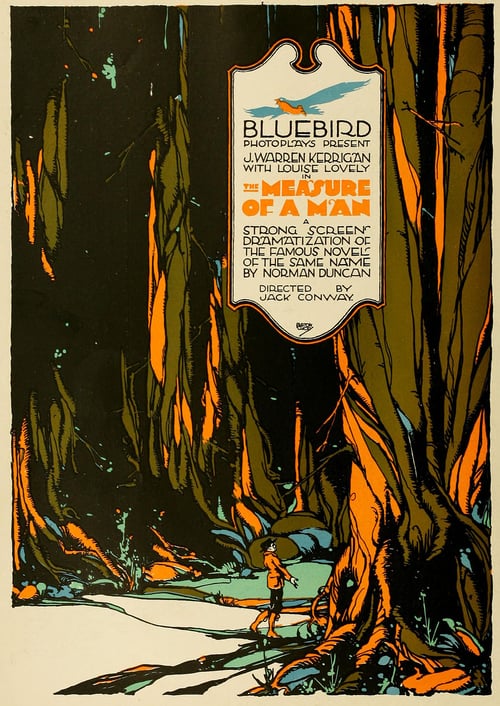 BLUEBIRD
PHOTOPLAYS PRESENT
J. WARREN KERRIGAN
WITH LOUISE LOVELY
IN
THE MEASURE
OF A MAN
A
STRONG SCREEN
DRAMATIZATION OF
THE FAMOUS NOVEL
OF THE SAME NAME
BY NORMAN DUNCAN
DIRECTED BY
JACK CONWAY.